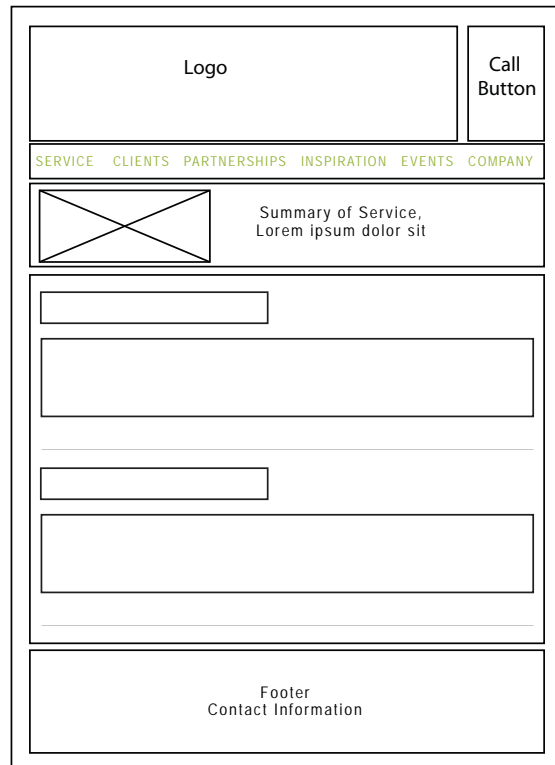 Logo
Call
Button
SERVICE CLIENTS PARTNERSHIPS INSPIRATION EVENTS COMPANY
Summary of Service,
Lorem ipsum dolor sit
Footer
Contact Information